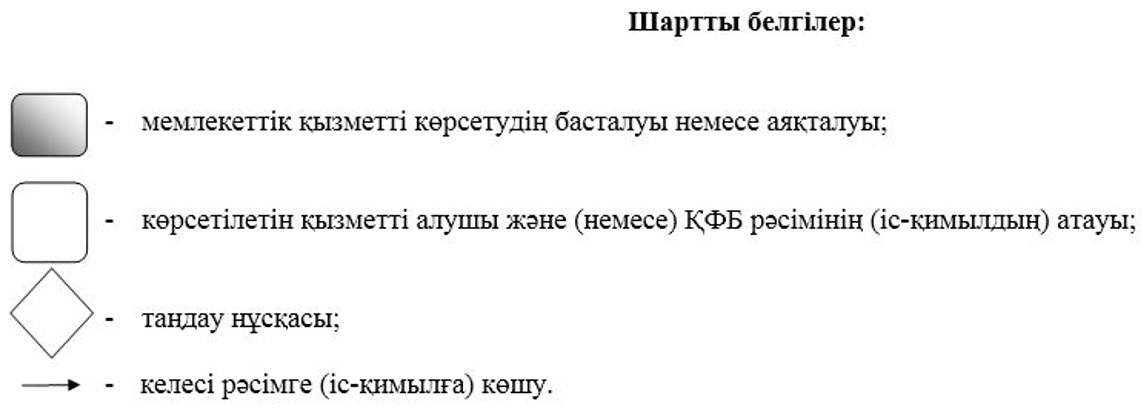 Шартты белгілер:
- мемлекеттік қызметті көрсетудің басталуы немесе аяқталуы;
- көрсетілетін қызметті алушы және (немесе) ҚФБ рәсімінің (іс-қимылдың) атауы;
- таңдау нұсқасы;
- келесі рәсімге (іс-қимылға) көшу.